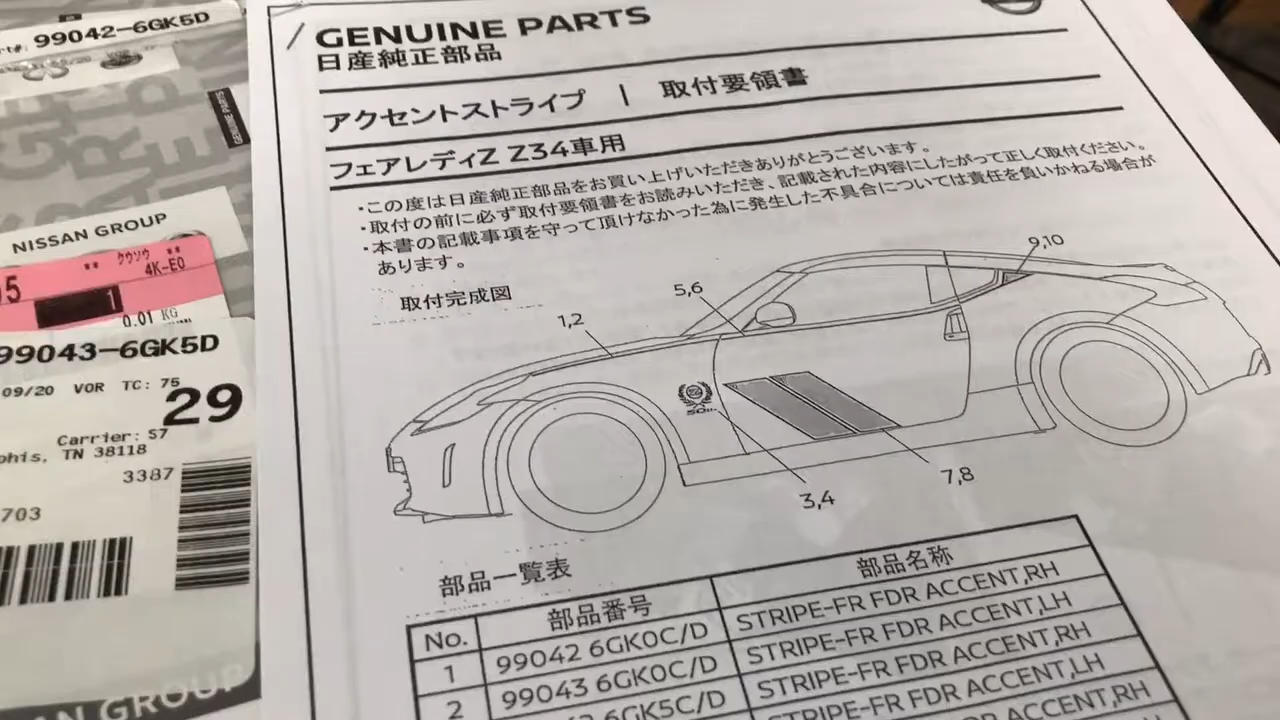 rt#: 99042-6GK5D
GENUINE PARTS
NISSAN GROUP
クウソウ **
** 4K-E0
1
0.01 KG
99043-6GK5D
09/20 VOR TC: 75
29
Carrier: S7
phis, TN 38118
3387
703
AN GROUP
GENUINE PARTS
日産純正部品
アクセントストライプ | 取付要領書
フェアレディZ Z34車用
・この度は日産純正部品をお買い上げいただきありがとうございます。
・取付の前に必ず取付要領書をお読みいただき、記載された内容にしたがって正しく取付ください。
・本書の記載事項を守って頂けなかった為に発生した不具合については責任を負いかねる場合が
あります。
取付完成図
1,2
5,6
9,10
50th
3,4
7,8
部品一覧表
No. 部品番号 部品名称
1 99042 6GK0C/D STRIPE-FR FDR ACCENT,RH
2 99043 6GK0C/D STRIPE-FR FDR ACCENT,LH
6GK5C/D STRIPE-FR FDR ACCENT,RH
STRIPE-FR FDR ACCENT,LH
ACCENT,RH